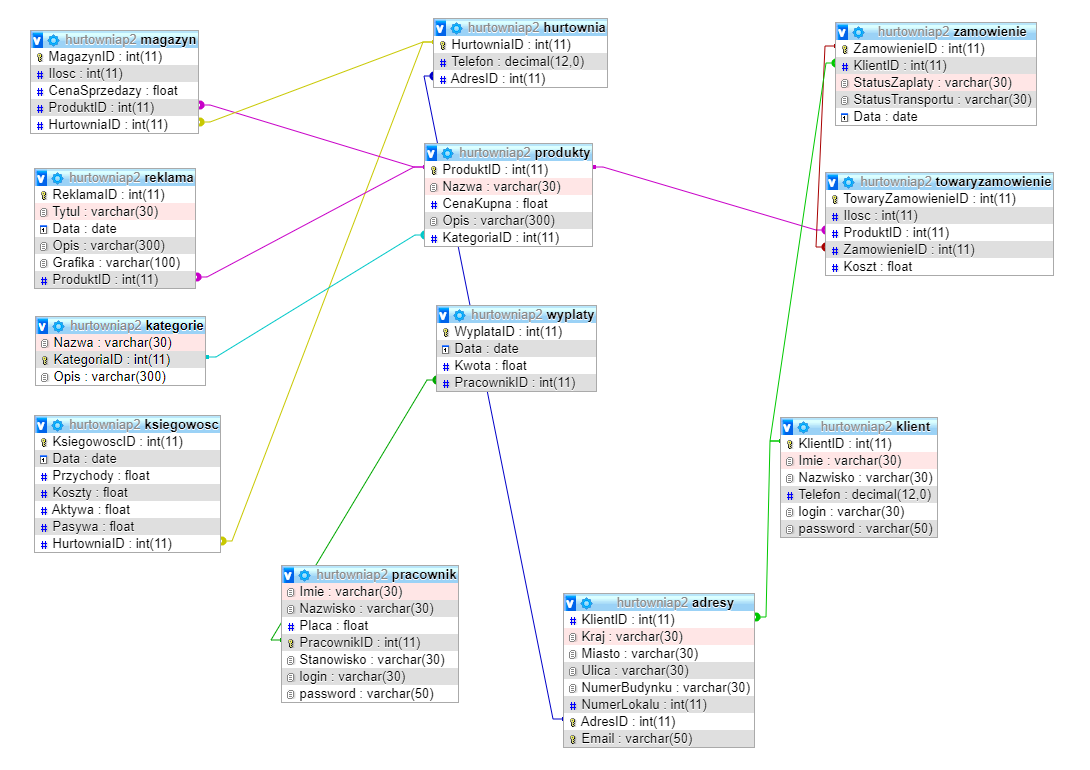 hurtowniap2 magazyn
MagazynID : int(11)
Ilosc : int(11)
CenaSprzedazy : float
ProduktID : int(11)
HurtowniaID : int(11)
hurtowniap2 hurtownia
HurtowniaID : int(11)
Telefon : decimal(12,0)
AdresID : int(11)
hurtowniap2 zamowienie
ZamowienieID : int(11)
KlientID : int(11)
StatusZaplaty : varchar(30)
StatusTransportu : varchar(30)
Data : date
hurtowniap2 reklama
ReklamaID : int(11)
Tytul : varchar(30)
Data : date
Opis : varchar(300)
Grafika : varchar(100)
ProduktID : int(11)
hurtowniap2 produkty
ProduktID : int(11)
Nazwa : varchar(30)
CenaKupna : float
Opis : varchar(300)
KategoriaID : int(11)
hurtowniap2 towaryzamowienie
TowaryZamowienieID : int(11)
Ilosc : int(11)
ProduktID : int(11)
ZamowienieID : int(11)
Koszt : float
hurtowniap2 kategorie
Nazwa : varchar(30)
KategoriaID : int(11)
Opis : varchar(300)
hurtowniap2 wyplaty
WyplataID : int(11)
Data : date
Kwota : float
PracownikID : int(11)
hurtowniap2 ksiegowosc
KsiegowoscID : int(11)
Data : date
Przychody : float
Koszty : float
Aktywa : float
Pasywa : float
HurtowniaID : int(11)
hurtowniap2 klient
KlientID : int(11)
Imie : varchar(30)
Nazwisko : varchar(30)
Telefon : decimal(12,0)
login : varchar(30)
password : varchar(50)
hurtowniap2 pracownik
Imie : varchar(30)
Nazwisko : varchar(30)
Placa : float
PracownikID : int(11)
Stanowisko : varchar(30)
login : varchar(30)
password : varchar(50)
hurtowniap2 adresy
KlientID : int(11)
Kraj : varchar(30)
Miasto : varchar(30)
Ulica : varchar(30)
NumerBudynku : varchar(30)
NumerLokalu : int(11)
AdresID : int(11)
Email : varchar(50)